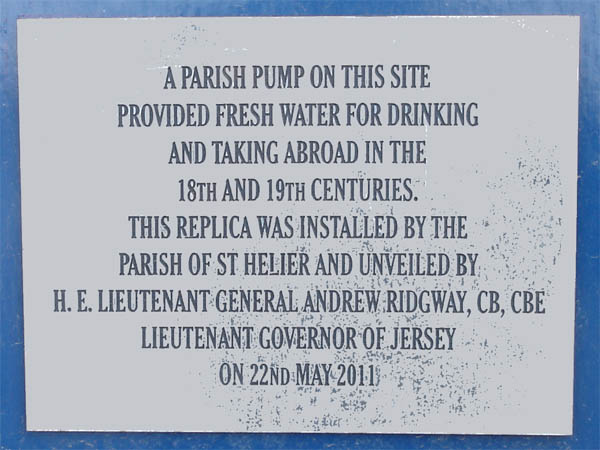 A PARISH PUMP ON THIS SITE
PROVIDED FRESH WATER FOR DRINKING
AND TAKING ABROAD IN THE
18TH AND 19TH CENTURIES.
THIS REPLICA WAS INSTALLED BY THE
PARISH OF ST HELIER AND UNVEILED BY
H. E. LIEUTENANT GENERAL ANDREW RIDGWAY, CB, CBE
LIEUTENANT GOVERNOR OF JERSEY
ON 22ND MAY 2011